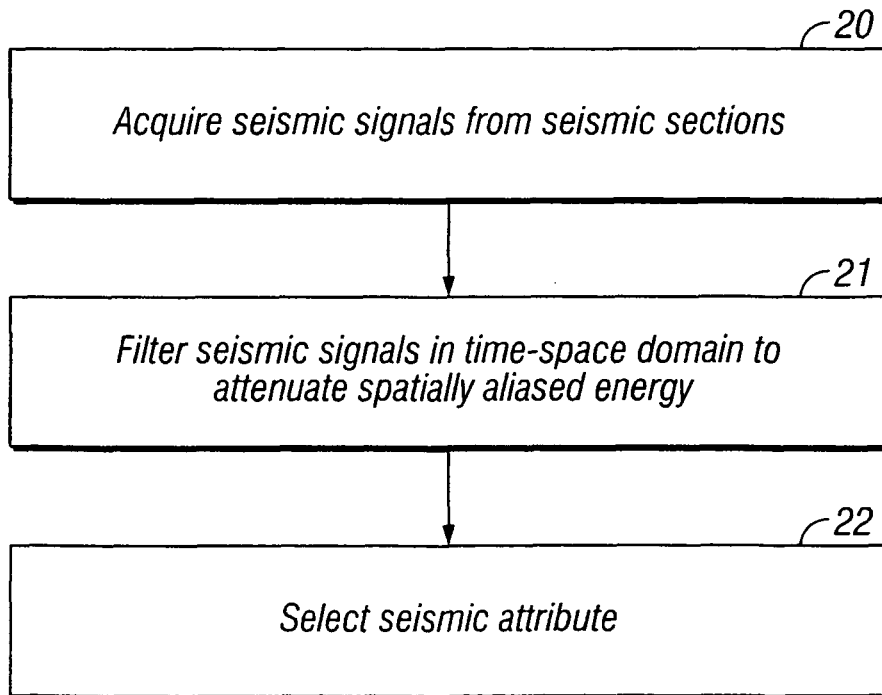 20
Acquire seismic signals from seismic sections
21
Filter seismic signals in time-space domain to
attenuate spatially aliased energy
22
Select seismic attribute